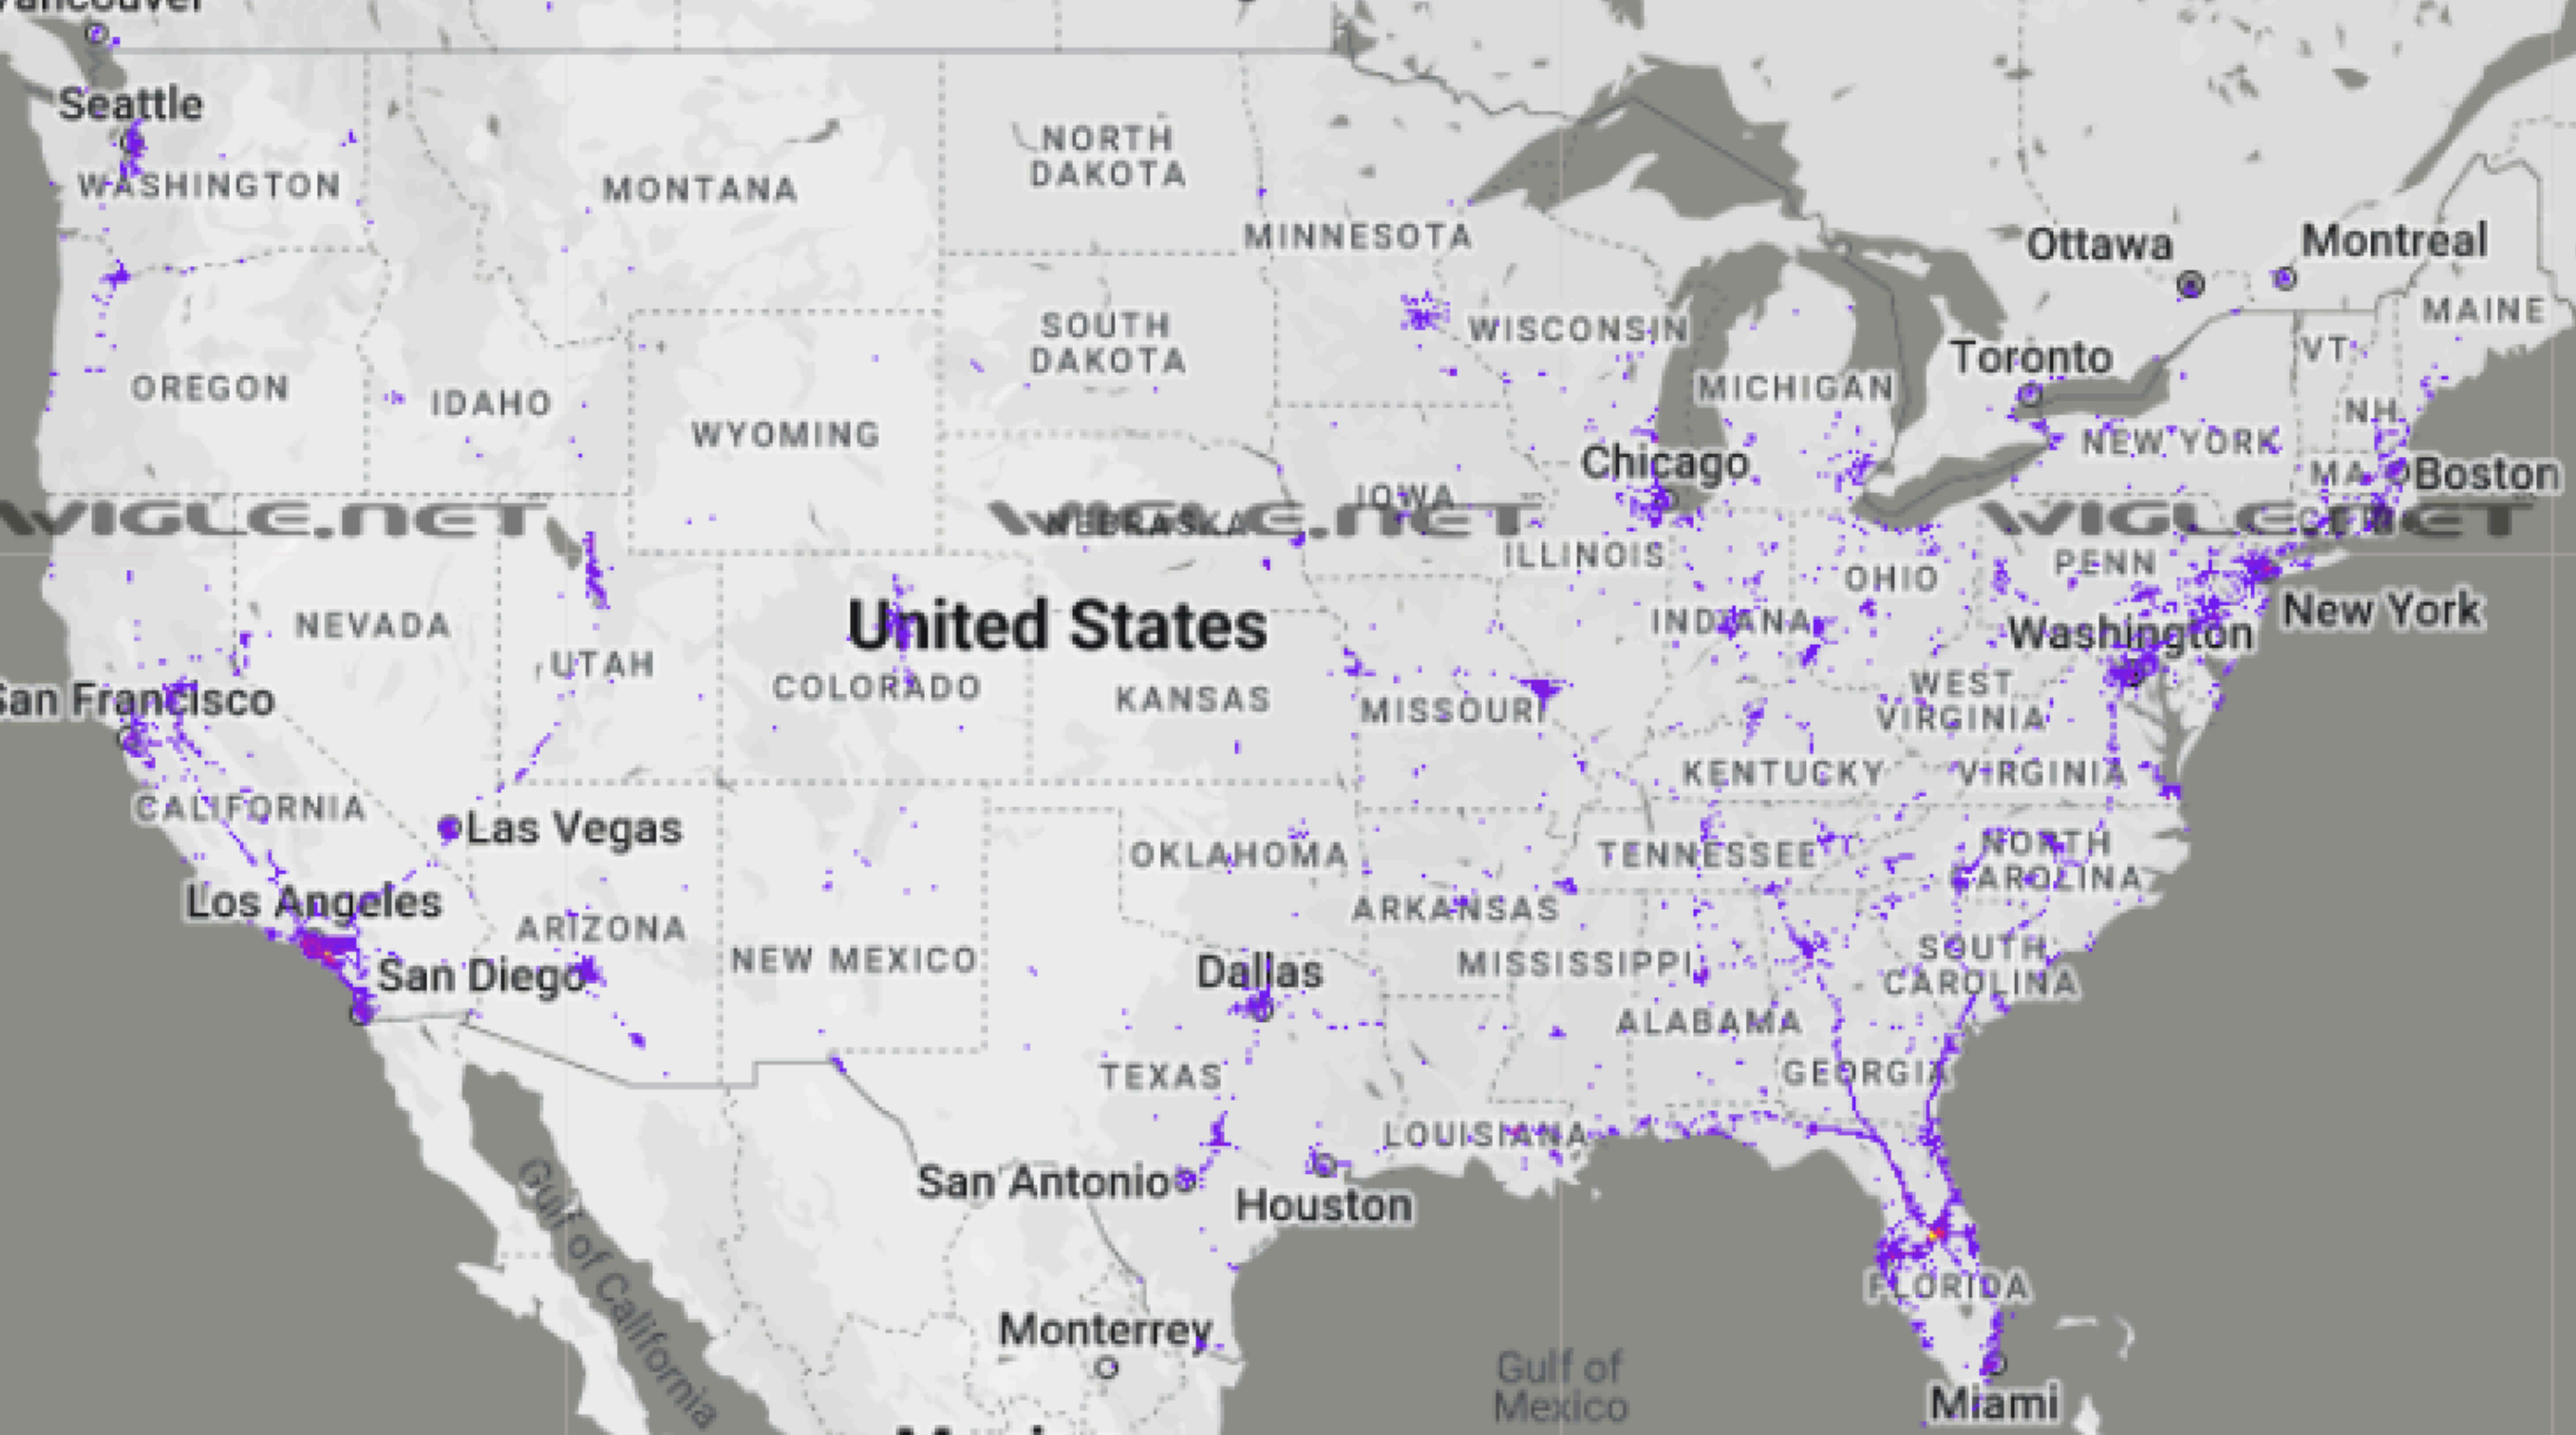 Vancouver
Seattle
WASHINGTON
MONTANA
NORTH
DAKOTA
MINNESOTA
Ottawa
Montreal
MAINE
SOUTH
DAKOTA
WISCONSIN
VT
Toronto
OREGON
IDAHO
MICHIGAN
NH
WYOMING
NEW YORK
Chicago
MA
Boston
IOWA
WIGLE.NET
NEBRASKA
WIGLE.NET
WIGLE.NET
CT
ILLINOIS
PENN
OHIO
NEVADA
United States
INDIANA
New York
Washington
UTAH
COLORADO
KANSAS
MISSOURI
WEST
VIRGINIA
San Francisco
KENTUCKY
VIRGINIA
CALIFORNIA
Las Vegas
OKLAHOMA
TENNESSEE
NORTH
CAROLINA
Los Angeles
ARIZONA
ARKANSAS
NEW MEXICO
San Diego
Dallas
MISSISSIPPI
SOUTH
CAROLINA
ALABAMA
TEXAS
GEORGIA
LOUISIANA
San Antonio
Houston
Gulf of California
FLORIDA
Monterrey
Gulf of
Mexico
Miami